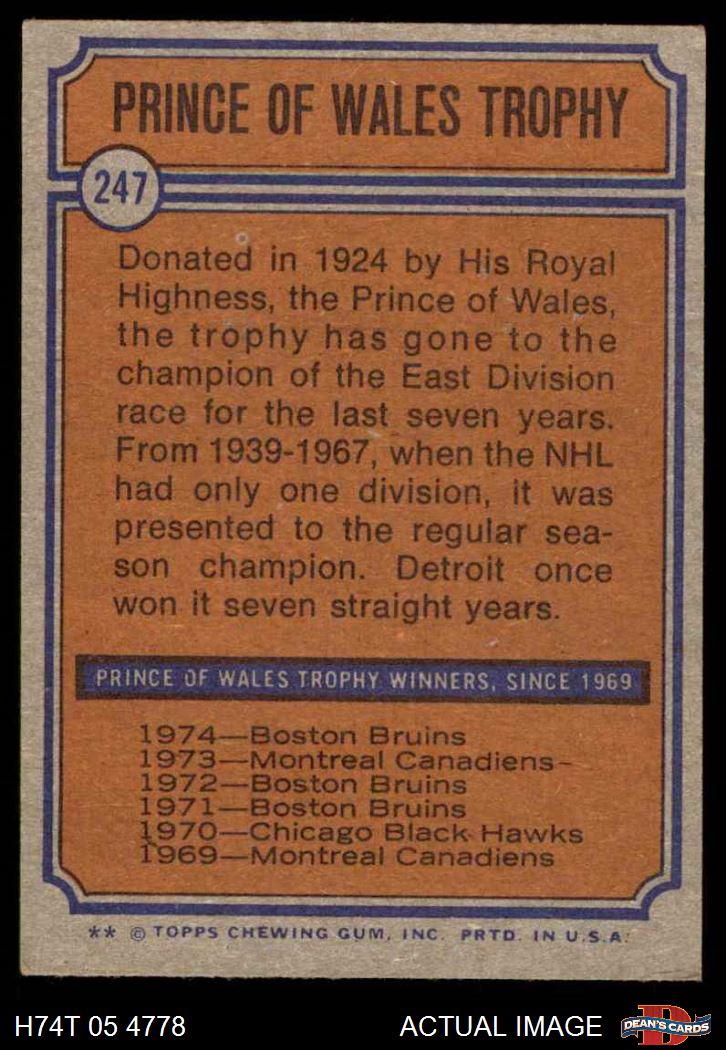 PRINCE OF WALES TROPHY
247
Donated in 1924 by His Royal
Highness, the Prince of Wales,
the trophy has gone to the
champion of the East Division
race for the last seven years.
From 1939-1967, when the NHL
had only one division, it was
presented to the regular sea-
son champion. Detroit once
won it seven straight years.
PRINCE OF WALES TROPHY WINNERS, SINCE 1969
1974—Boston Bruins
1973—Montreal Canadiens-
1972—Boston Bruins
1971—Boston Bruins
1970—Chicago Black Hawks
1969—Montreal Canadiens
** © TOPPS CHEWING GUM, INC. PRTD. IN U.S.A.
H74T 05 4778
ACTUAL IMAGE
D
DEAN'S CARDS